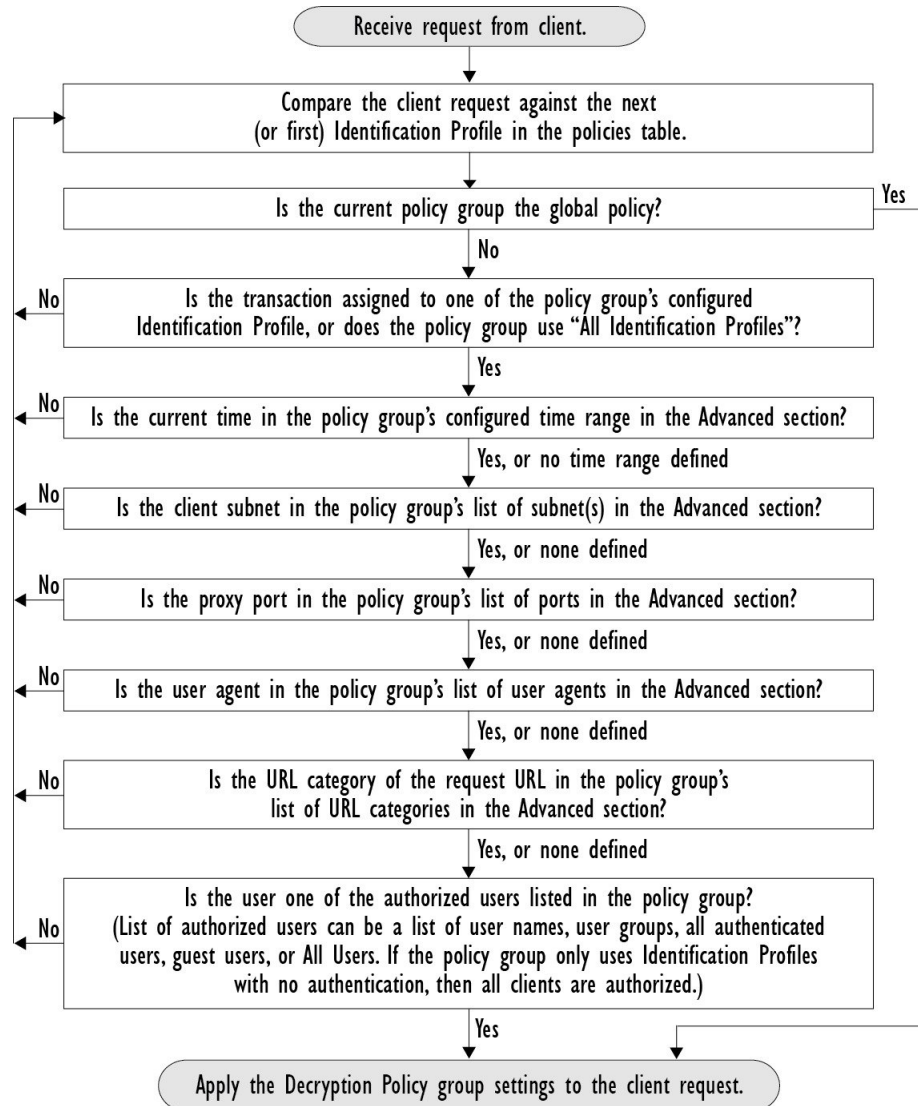 Receive request from client.
Compare the client request against the next
(or first) Identification Profile in the policies table.
Is the current policy group the global policy?
Yes
No
Is the transaction assigned to one of the policy group's configured
Identification Profile, or does the policy group use “All Identification Profiles”?
No
Yes
Is the current time in the policy group's configured time range in the Advanced section?
No
Yes, or no time range defined
Is the client subnet in the policy group's list of subnet(s) in the Advanced section?
No
Yes, or none defined
Is the proxy port in the policy group's list of ports in the Advanced section?
No
Yes, or none defined
Is the user agent in the policy group's list of user agents in the Advanced section?
No
Yes, or none defined
Is the URL category of the request URL in the policy group's
list of URL categories in the Advanced section?
No
Yes, or none defined
Is the user one of the authorized users listed in the policy group?
(List of authorized users can be a list of user names, user groups, all authenticated
users, guest users, or All Users. If the policy group only uses Identification Profiles
with no authentication, then all clients are authorized.)
No
Yes
Apply the Decryption Policy group settings to the client request.